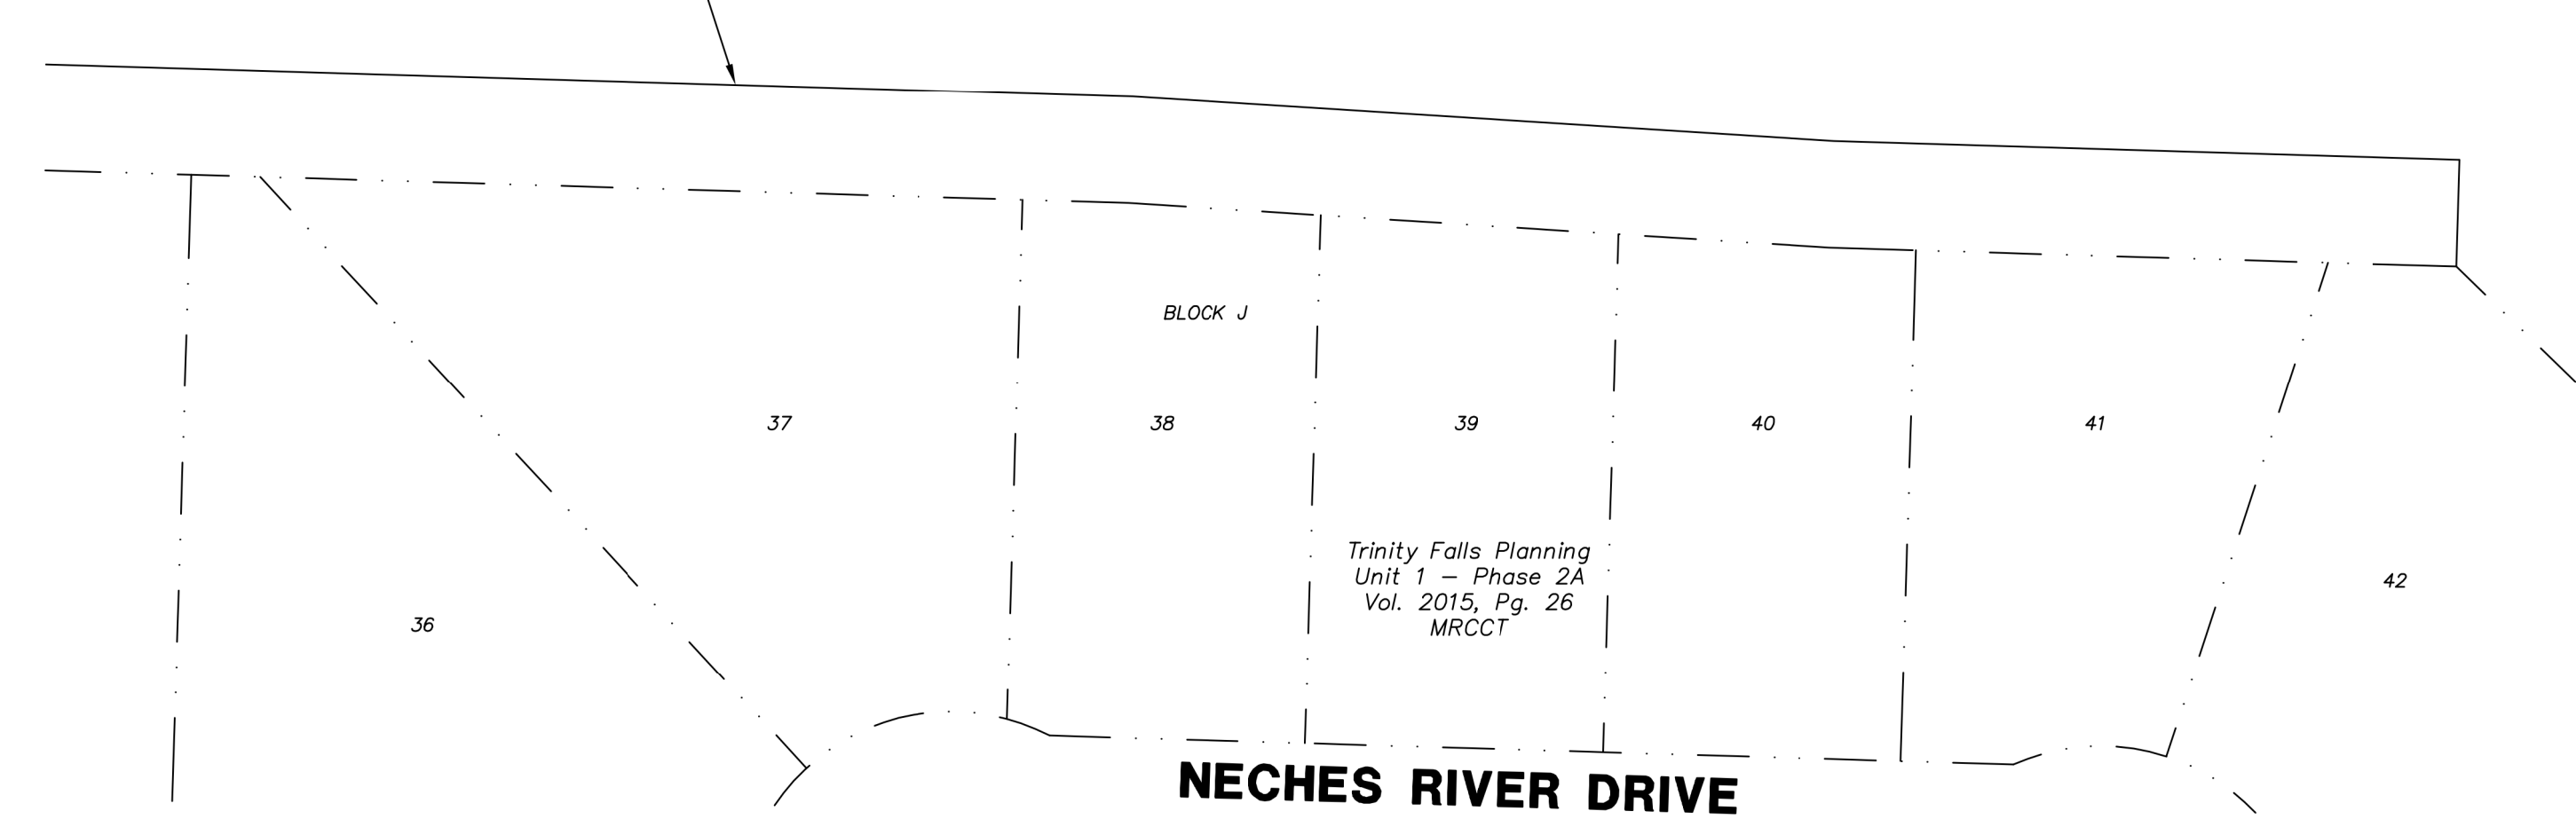 BLOCK J
37
38
39
40
41
Trinity Falls Planning
Unit 1 – Phase 2A
Vol. 2015, Pg. 26
MRCCT
42
36
NECHES RIVER DRIVE